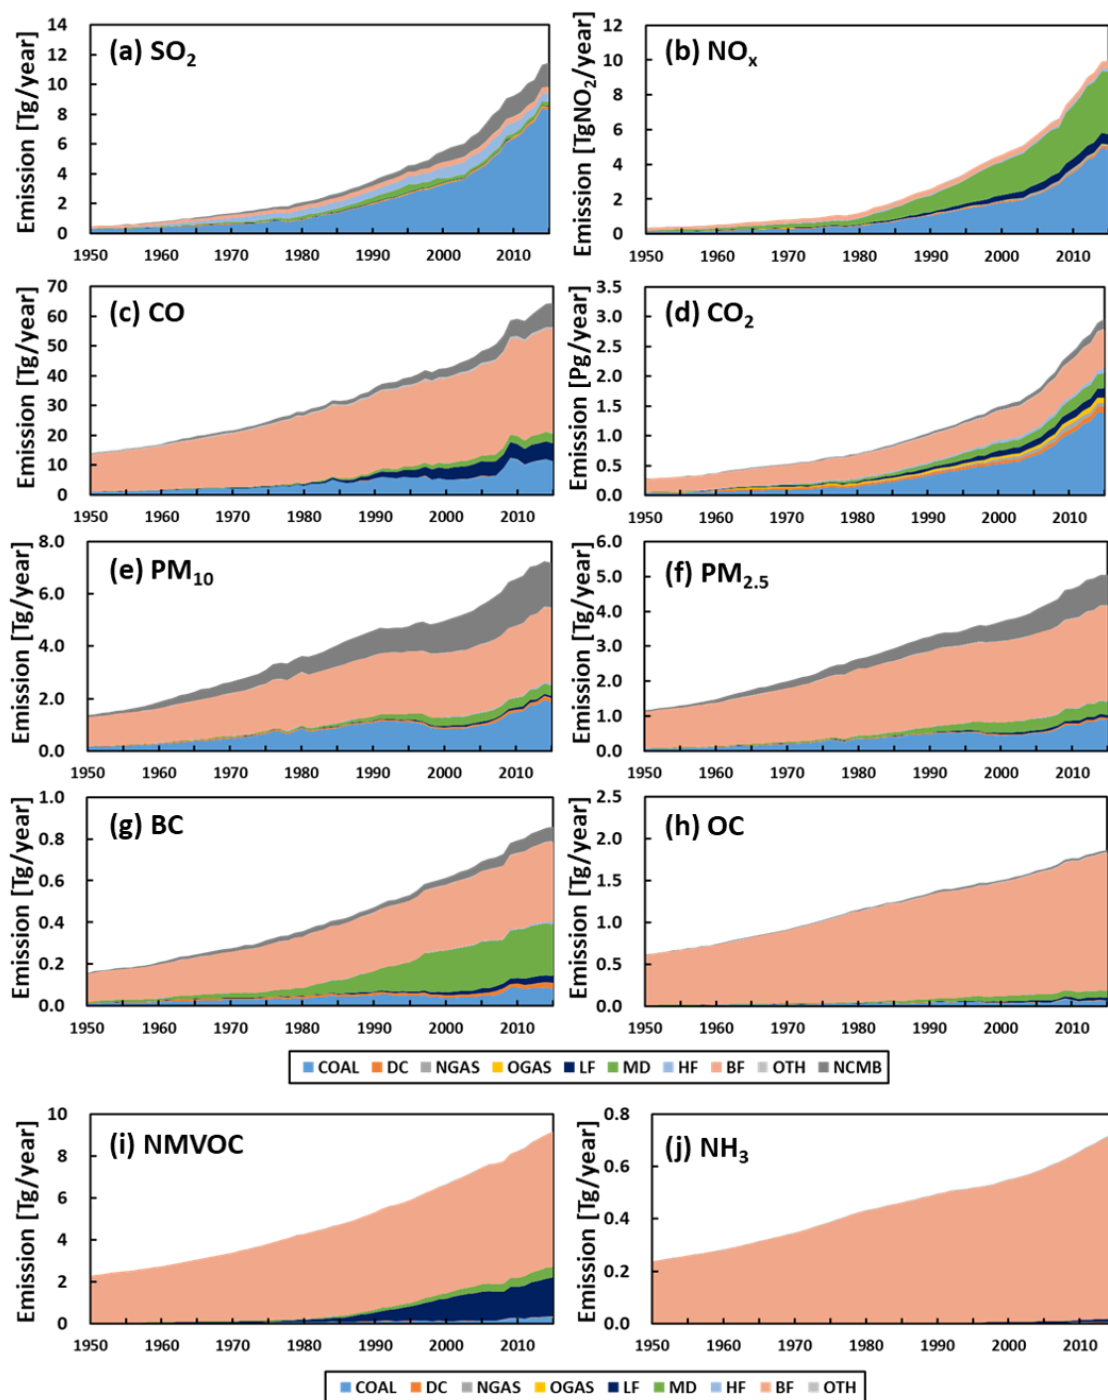 (a) SO2
Emission [Tg/year]
14
12
10
8
6
4
2
0
1950 1960 1970 1980 1990 2000 2010
(b) NOx
Emission [TgNO2/year]
12
10
8
6
4
2
0
1950 1960 1970 1980 1990 2000 2010
(c) CO
Emission [Tg/year]
70
60
50
40
30
20
10
0
1950 1960 1970 1980 1990 2000 2010
(d) CO2
Emission [Pg/year]
3.5
3.0
2.5
2.0
1.5
1.0
0.5
0.0
1950 1960 1970 1980 1990 2000 2010
(e) PM10
Emission [Tg/year]
8.0
6.0
4.0
2.0
0.0
1950 1960 1970 1980 1990 2000 2010
(f) PM2.5
Emission [Tg/year]
6.0
5.0
4.0
3.0
2.0
1.0
0.0
1950 1960 1970 1980 1990 2000 2010
(g) BC
Emission [Tg/year]
1.0
0.8
0.6
0.4
0.2
0.0
1950 1960 1970 1980 1990 2000 2010
(h) OC
Emission [Tg/year]
2.5
2.0
1.5
1.0
0.5
0.0
1950 1960 1970 1980 1990 2000 2010
COAL DC NGAS OGAS LF MD HF BF OTH NCMB
(i) NMVOC
Emission [Tg/year]
10
8
6
4
2
0
1950 1960 1970 1980 1990 2000 2010
(j) NH3
Emission [Tg/year]
0.8
0.6
0.4
0.2
0.0
1950 1960 1970 1980 1990 2000 2010
COAL DC NGAS OGAS LF MD HF BF OTH